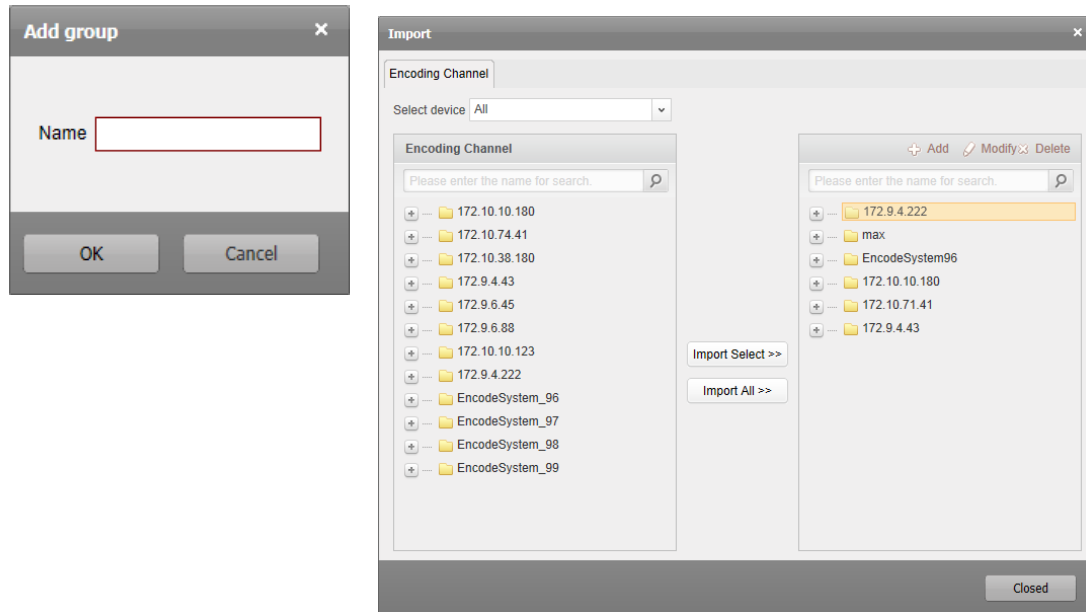 Add group
Name
OK
Cancel
Import
Encoding Channel
Select device All
Encoding Channel
Please enter the name for search.
172.10.10.180
172.10.74.41
172.10.38.180
172.9.4.43
172.9.6.45
172.9.6.88
172.10.10.123
172.9.4.222
EncodeSystem_96
EncodeSystem_97
EncodeSystem_98
EncodeSystem_99
Import Select >>
Import All >>
Add Modify Delete
Please enter the name for search.
172.9.4.222
max
EncodeSystem96
172.10.10.180
172.10.71.41
172.9.4.43
Closed